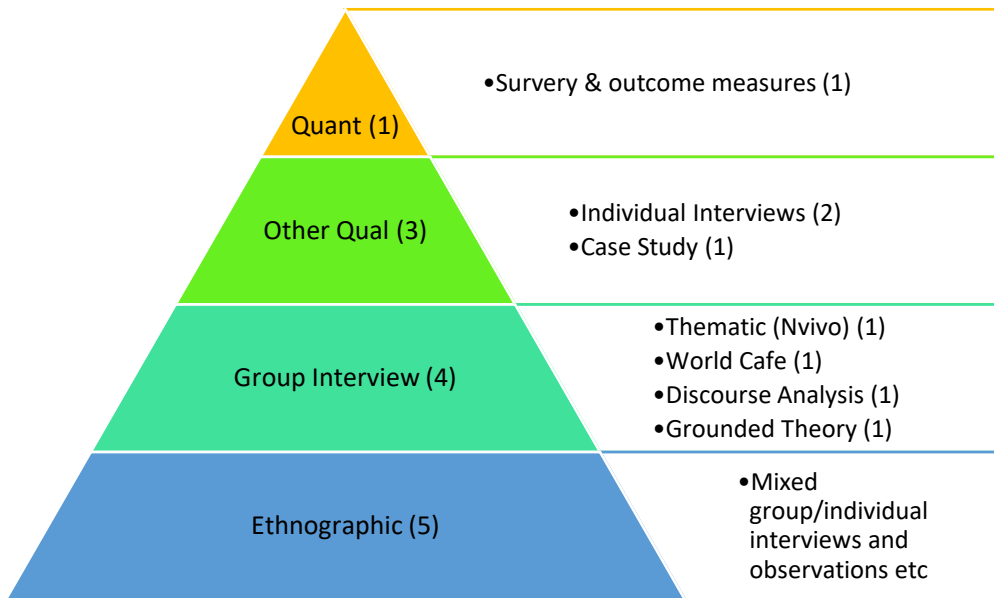 •Survery & outcome measures (1)
Quant (1)
•Individual Interviews (2)
Other Qual (3)
•Case Study (1)
•Thematic (Nvivo) (1)
•World Cafe (1)
Group Interview (4)
•Discourse Analysis (1)
•Grounded Theory (1)
•Mixed
group/individual
interviews and
observations etc
Ethnographic (5)